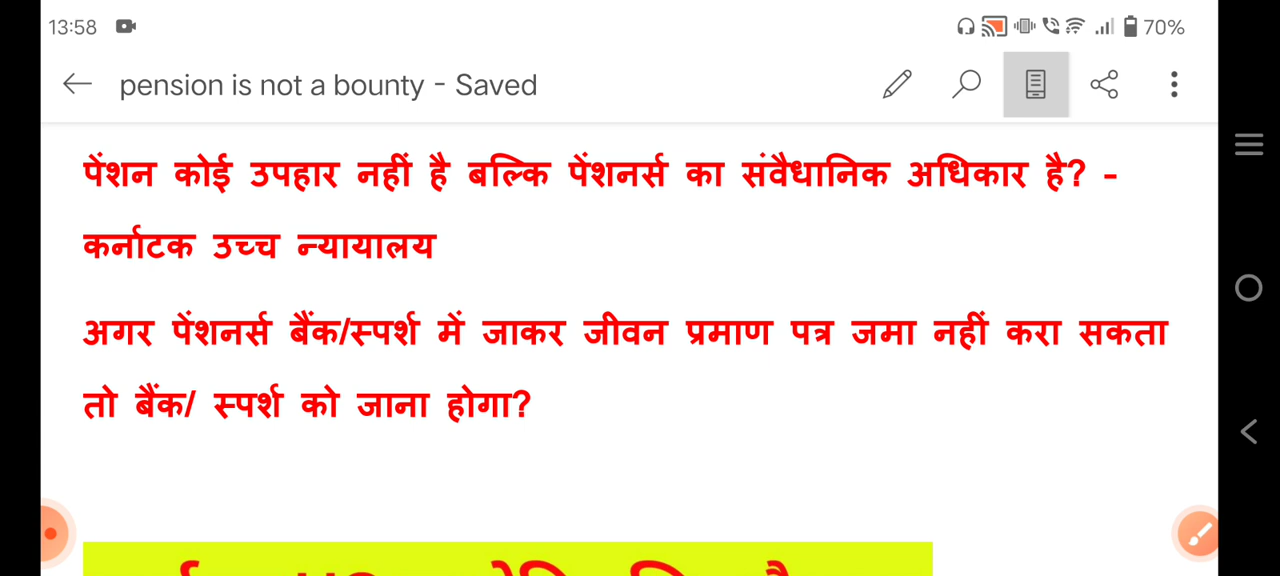 13:58
70%
pension is not a bounty - Saved
पेंशन कोई उपहार नहीं है बल्कि पेंशनर्स का संवैधानिक अधिकार है? -
कर्नाटक उच्च न्यायालय
अगर पेंशनर्स बैंक/स्पर्श में जाकर जीवन प्रमाण पत्र जमा नहीं करा सकता
तो बैंक/ स्पर्श को जाना होगा?